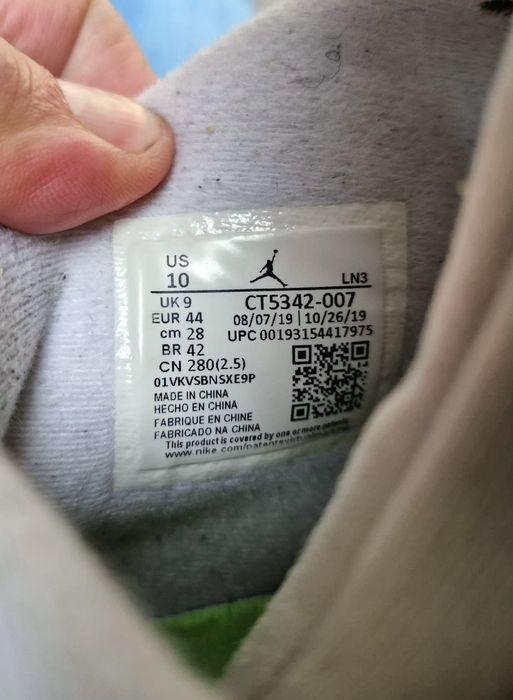 US
10
LN3
UK 9
EUR 44
cm 28
BR 42
CN 280(2.5)
CT5342-007
08/07/19 | 10/26/19
UPC 00193154417975
01VKVSBNSXE9P
MADE IN CHINA
HECHO EN CHINA
FABRIQUE EN CHINE
FABRICADO NA CHINA
This product is covered by one or more patents.
www.nike.com/patents